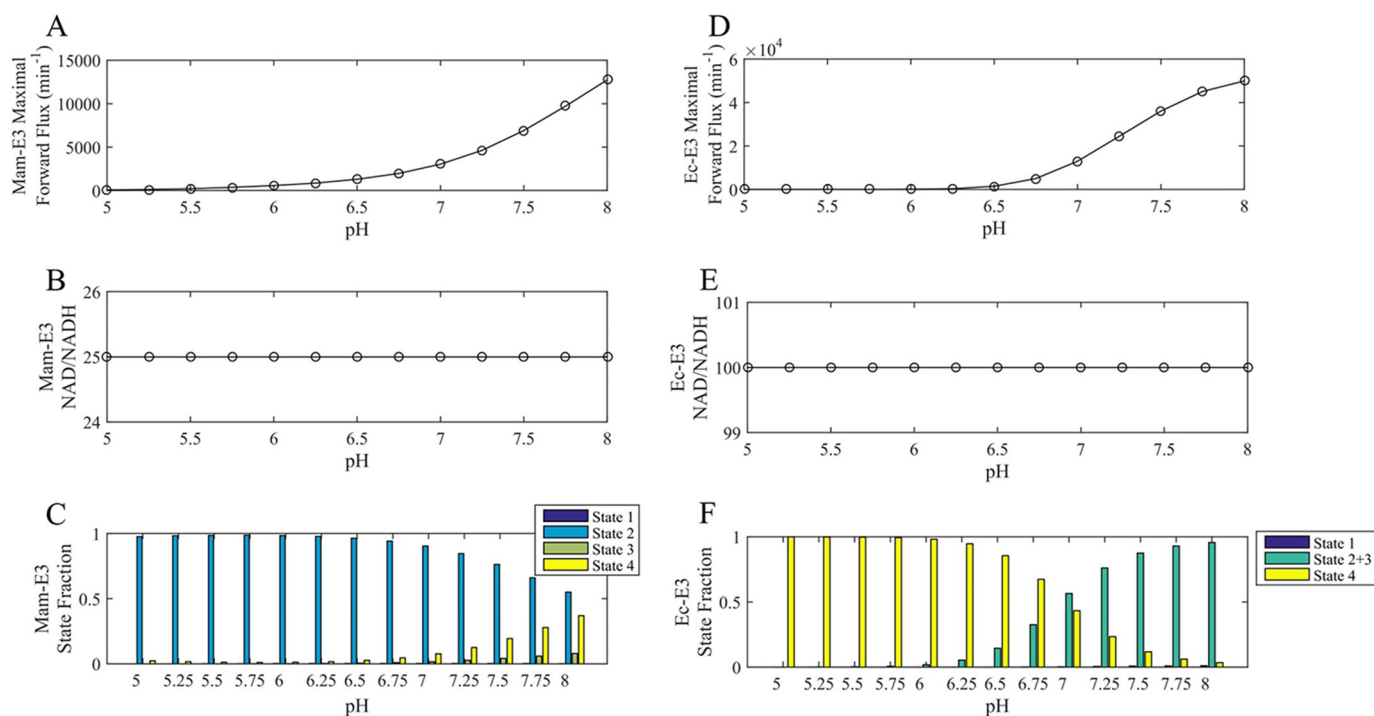 A
Mam-E3 Maximal
Forward Flux (min⁻¹)
15000
10000
5000
0
5 5.5 6 6.5 7 7.5 8
pH
D
Ec-E3 Maximal
Forward Flux (min⁻¹)
×10⁴
6
4
2
0
5 5.5 6 6.5 7 7.5 8
pH
B
Mam-E3
NAD/NADH
26
25
24
5 5.5 6 6.5 7 7.5 8
pH
E
Ec-E3
NAD/NADH
101
100
99
5 5.5 6 6.5 7 7.5 8
pH
C
Mam-E3
State Fraction
1
0.5
0
State 1
State 2
State 3
State 4
5 5.25 5.5 5.75 6 6.25 6.5 6.75 7 7.25 7.5 7.75 8
pH
F
Ec-E3
State Fraction
1
0.5
0
State 1
State 2+3
State 4
5 5.25 5.5 5.75 6 6.25 6.5 6.75 7 7.25 7.5 7.75 8
pH